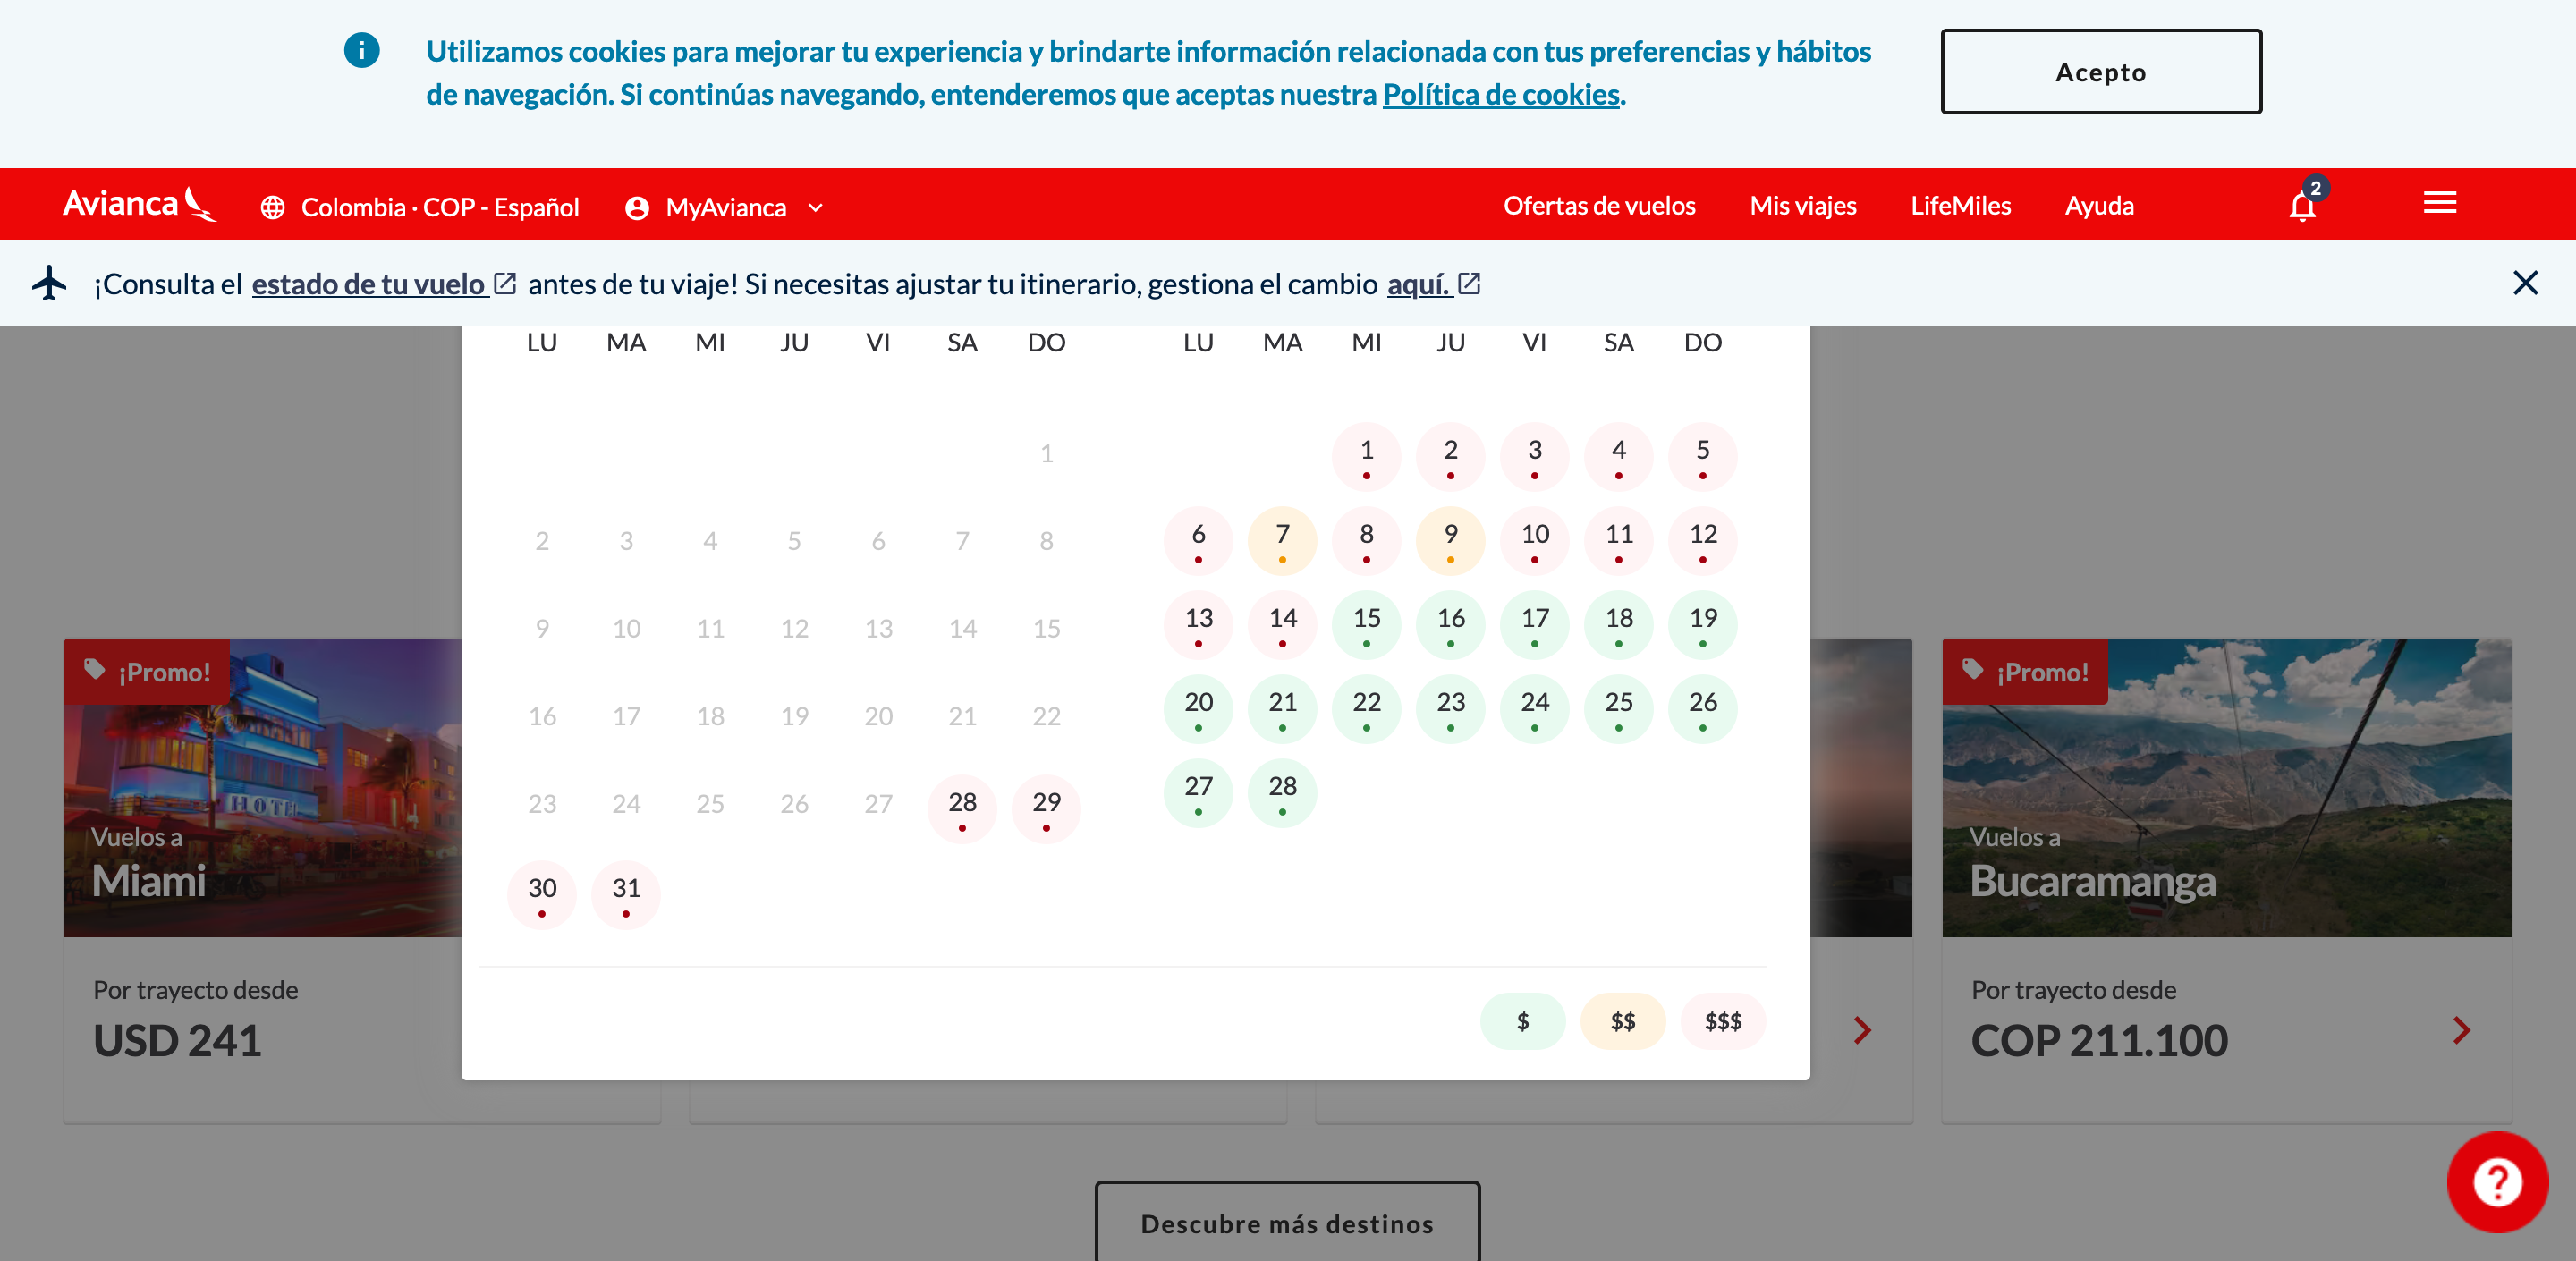 Utilizamos cookies para mejorar tu experiencia y brindarte información relacionada con tus preferencias y hábitos
de navegación. Si continúas navegando, entenderemos que aceptas nuestra Política de cookies.
Acepto
Avianca
Colombia · COP - Español
MyAvianca
Ofertas de vuelos
Mis viajes
LifeMiles
Ayuda
2
¡Consulta el estado de tu vuelo antes de tu viaje! Si necesitas ajustar tu itinerario, gestiona el cambio aquí.
LU MA MI JU VI SA DO
1
2 3 4 5 6 7 8
9 10 11 12 13 14 15
16 17 18 19 20 21 22
23 24 25 26 27 28 29
30 31
LU MA MI JU VI SA DO
1 2 3 4 5
6 7 8 9 10 11 12
13 14 15 16 17 18 19
20 21 22 23 24 25 26
27 28
$ $$ $$$
¡Promo!
HOTEL
Vuelos a
Miami
Por trayecto desde
USD 241
¡Promo!
Vuelos a
Bucaramanga
Por trayecto desde
COP 211.100
Descubre más destinos
?